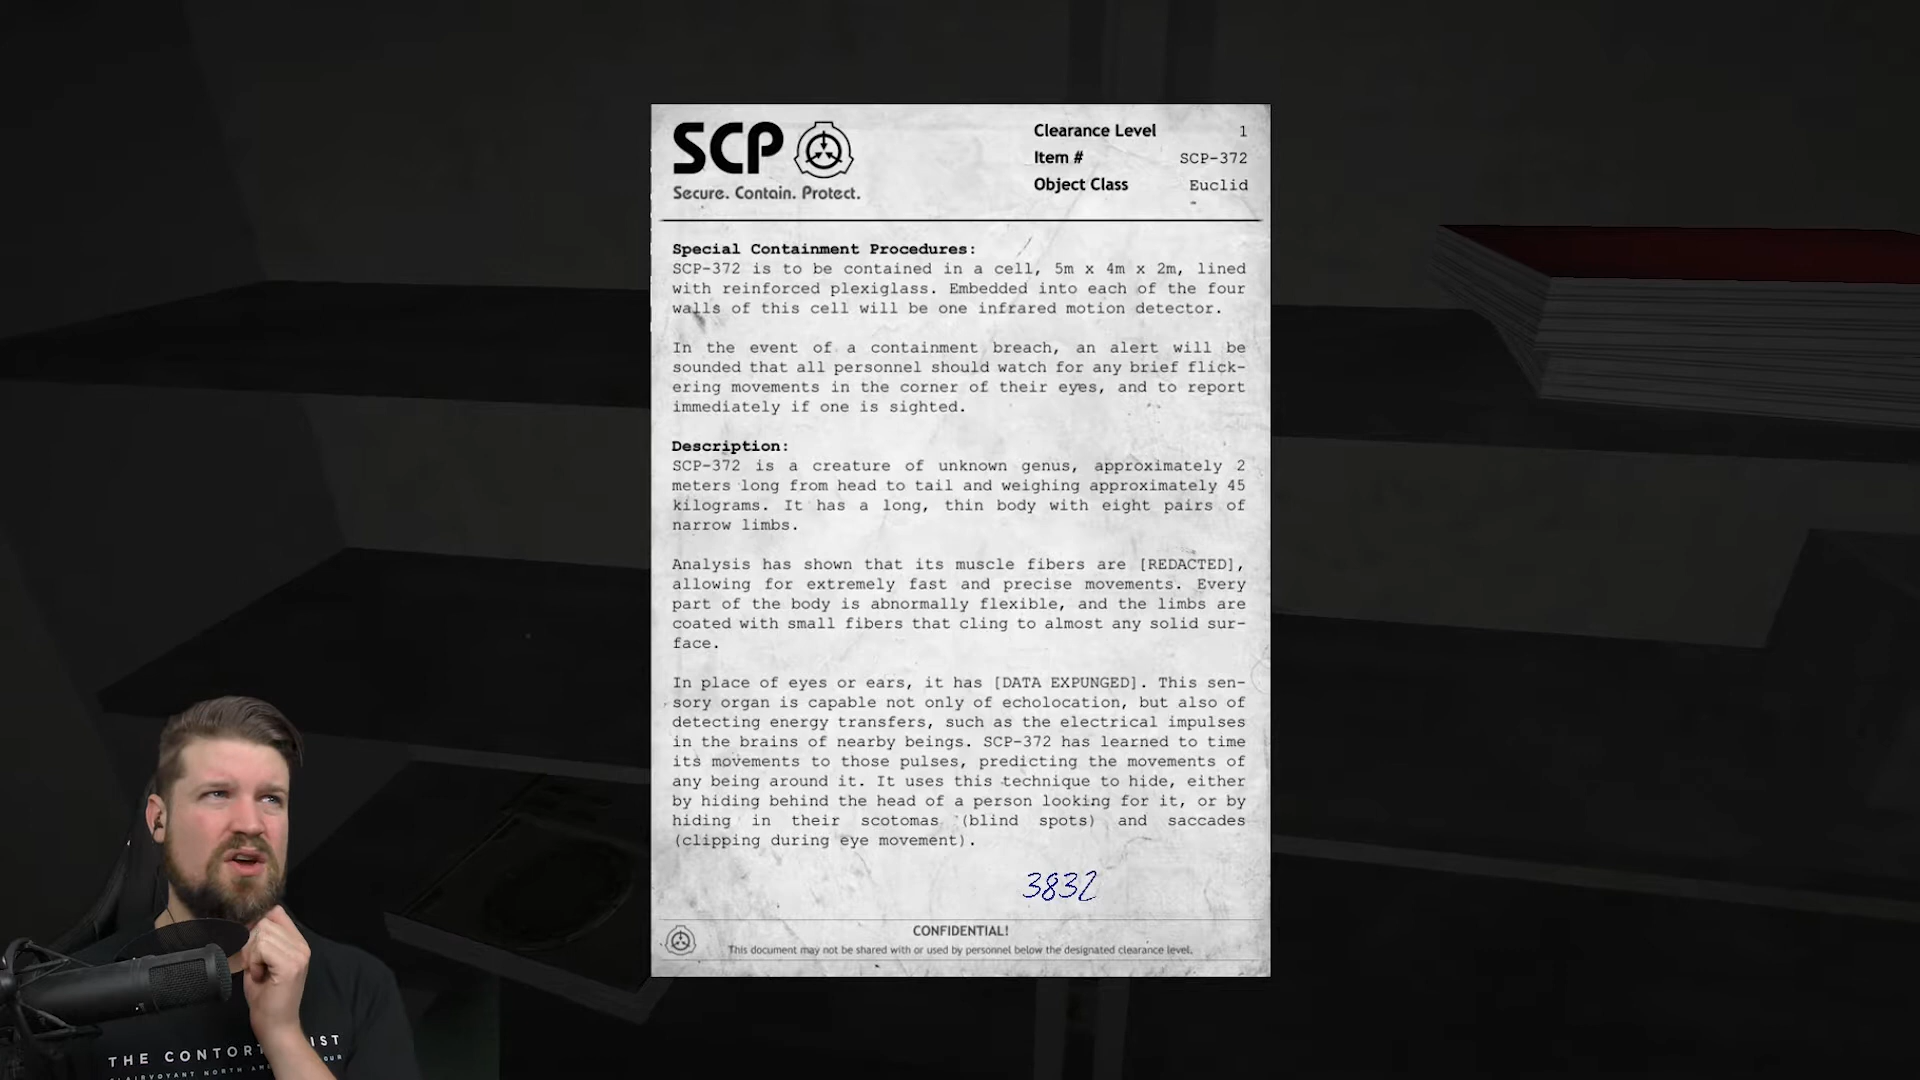 SCP
Secure. Contain. Protect.
Clearance Level 1
Item # SCP-372
Object Class Euclid
Special Containment Procedures:
SCP-372 is to be contained in a cell, 5m x 4m x 2m, lined
with reinforced plexiglass. Embedded into each of the four
walls of this cell will be one infrared motion detector.
In the event of a containment breach, an alert will be
sounded that all personnel should watch for any brief flick-
ering movements in the corner of their eyes, and to report
immediately if one is sighted.
Description:
SCP-372 is a creature of unknown genus, approximately 2
meters long from head to tail and weighing approximately 45
kilograms. It has a long, thin body with eight pairs of
narrow limbs.
Analysis has shown that its muscle fibers are [REDACTED],
allowing for extremely fast and precise movements. Every
part of the body is abnormally flexible, and the limbs are
coated with small fibers that cling to almost any solid sur-
face.
In place of eyes or ears, it has [DATA EXPUNGED]. This sen-
sory organ is capable not only of echolocation, but also of
detecting energy transfers, such as the electrical impulses
in the brains of nearby beings. SCP-372 has learned to time
its movements to those pulses, predicting the movements of
any being around it. It uses this technique to hide, either
by hiding behind the head of a person looking for it, or by
hiding in their scotomas (blind spots) and saccades
(clipping during eye movement).
3832
CONFIDENTIAL!
This document may not be shared with or used by personnel below the designated clearance level.
THE CONTORT IST
NORTH